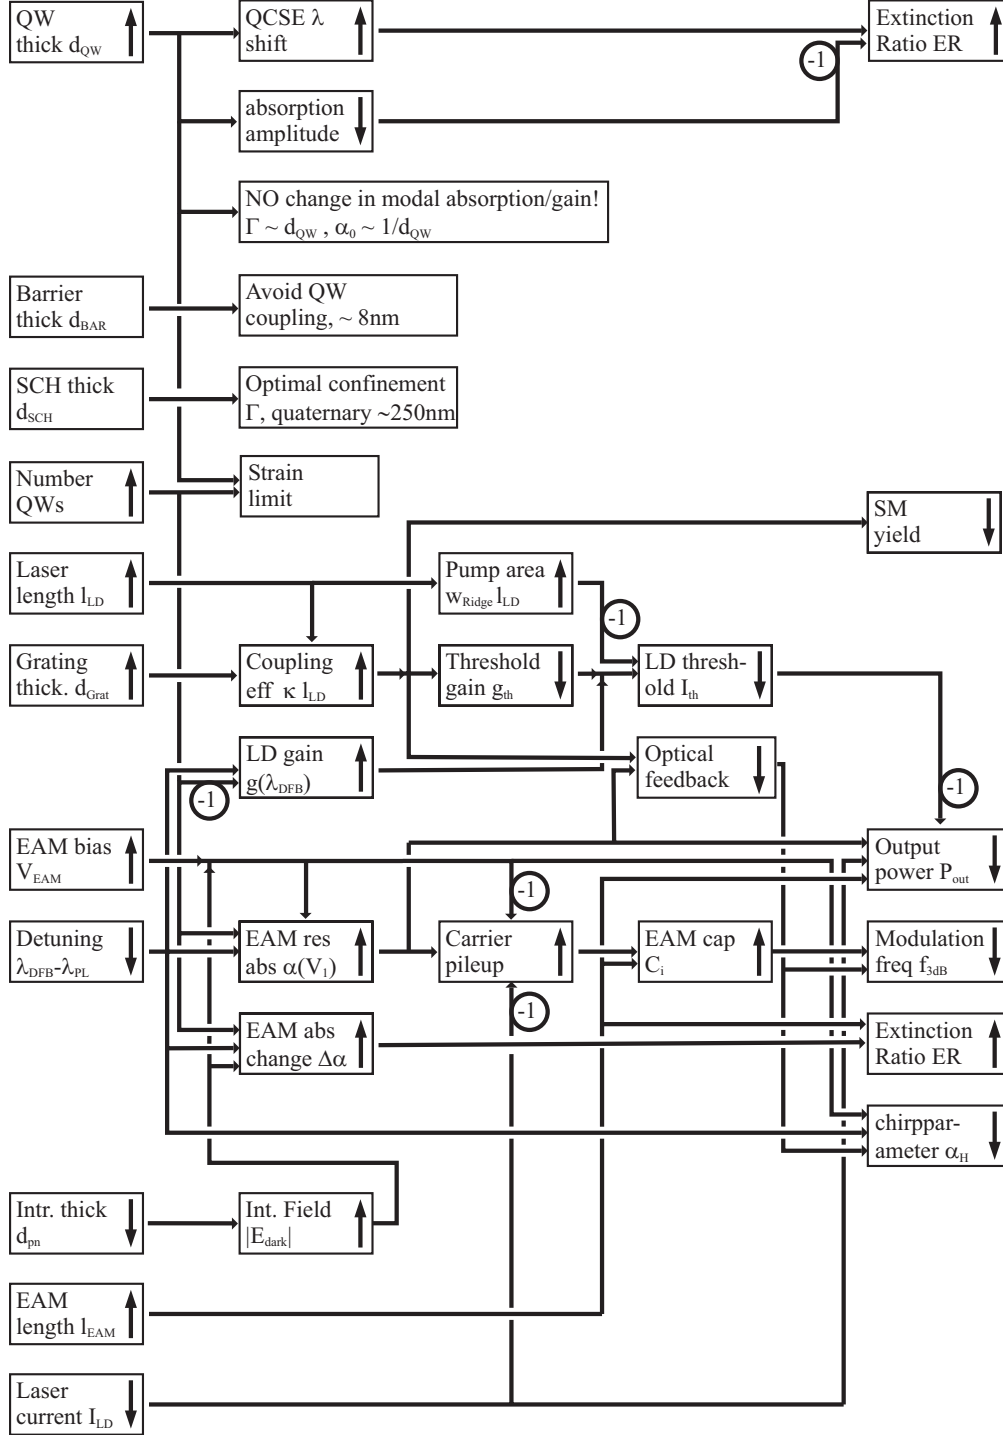 QW
thick d_QW
QCSE λ
shift
Extinction
Ratio ER
-1
absorption
amplitude
NO change in modal absorption/gain!
Γ ~ d_QW , α_0 ~ 1/d_QW
Barrier
thick d_BAR
Avoid QW
coupling, ~ 8nm
SCH thick
d_SCH
Optimal confinement
Γ, quaternary ~250nm
Number
QWs
Strain
limit
SM
yield
Laser
length l_LD
Pump area
w_Ridge l_LD
-1
Grating
thick. d_Grat
Coupling
eff κ l_LD
Threshold
gain g_th
LD thresh-
old I_th
LD gain
g(λ_DFB)
-1
Optical
feedback
-1
EAM bias
V_EAM
-1
Output
power P_out
Detuning
λ_DFB-λ_PL
EAM res
abs α(V_1)
Carrier
pileup
EAM cap
C_i
Modulation
freq f_3dB
-1
EAM abs
change Δα
Extinction
Ratio ER
chirppar-
ameter α_H
Intr. thick
d_pn
Int. Field
|E_dark|
EAM
length l_EAM
Laser
current I_LD